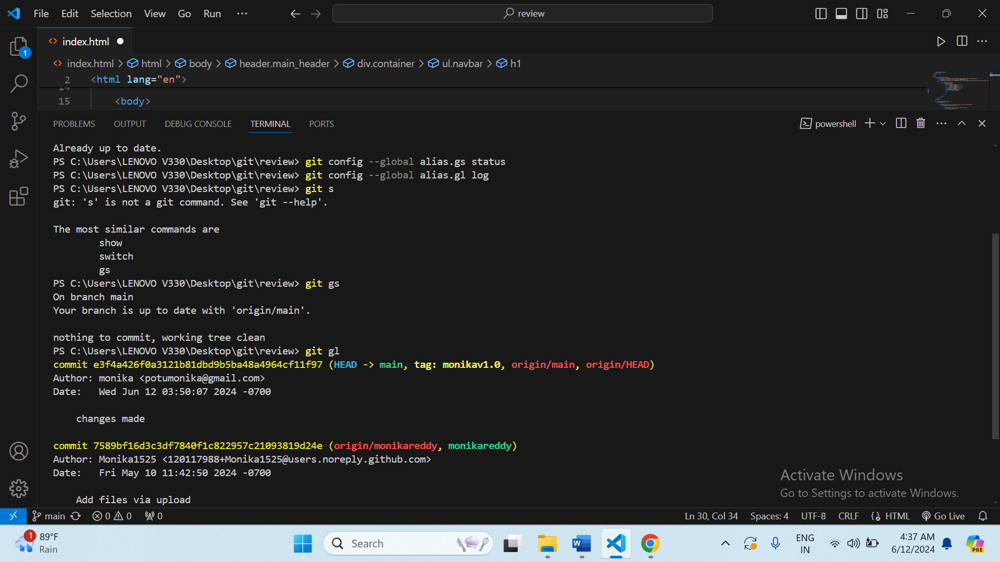 File Edit Selection View Go Run ··· review
index.html
index.html > html > body > header.main_header > div.container > ul.navbar > h1
2 <html lang="en">
14
15 <body>
PROBLEMS OUTPUT DEBUG CONSOLE TERMINAL PORTS powershell
Already up to date.
PS C:\Users\LENOVO V330\Desktop\git\review> git config --global alias.gs status
PS C:\Users\LENOVO V330\Desktop\git\review> git config --global alias.gl log
PS C:\Users\LENOVO V330\Desktop\git\review> git s
git: 's' is not a git command. See 'git --help'.
The most similar commands are
show
switch
gs
PS C:\Users\LENOVO V330\Desktop\git\review> git gs
On branch main
Your branch is up to date with 'origin/main'.
nothing to commit, working tree clean
PS C:\Users\LENOVO V330\Desktop\git\review> git gl
commit e3f4a426f0a3121b81dbd9b5ba48a4964cf11f97 (HEAD -> main, tag: monikav1.0, origin/main, origin/HEAD)
Author: monika <potumonika@gmail.com>
Date: Wed Jun 12 03:50:07 2024 -0700
changes made
commit 7589bf16d3c3df7840f1c822957c21093819d24e (origin/monikareddy, monikareddy)
Author: Monika1525 <120117988+Monika1525@users.noreply.github.com>
Date: Fri May 10 11:42:50 2024 -0700
Add files via upload
Activate Windows
Go to Settings to activate Windows.
main 0 0 0 Ln 30, Col 34 Spaces: 4 UTF-8 CRLF HTML Go Live
1 89°F Rain Search ENG IN 4:37 AM 6/12/2024 PRE
1